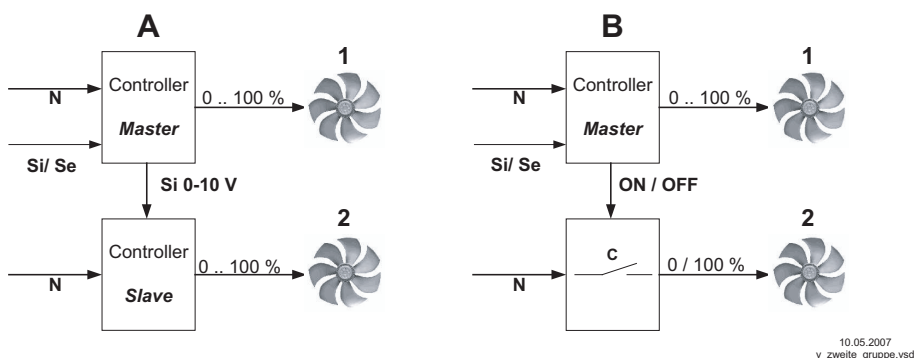 A
1
Controller
Master
N
0 .. 100 %
Si/ Se
Si 0-10 V
2
Controller
Slave
N
0 .. 100 %
B
1
Controller
Master
N
0 .. 100 %
Si/ Se
ON / OFF
2
C
N
0 / 100 %
10.05.2007
v_zweite_gruppe.vsd